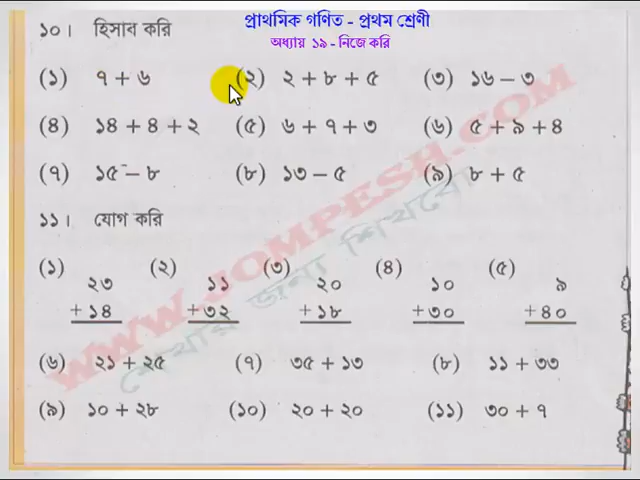 প্রাথমিক গণিত - প্রথম শ্রেণী
অধ্যায় ১৯ - নিজে করি
১০। হিসাব করি
(১) ৭ + ৬ (২) ২ + ৮ + ৫ (৩) ১৬ – ৩
(৪) ১৪ + ৪ + ২ (৫) ৬ + ৭ + ৩ (৬) ৫ + ৯ + ৪
(৭) ১৫ – ৮ (৮) ১৩ – ৫ (৯) ৮ + ৫
১১। যোগ করি
(১) (২) (৩) (৪) (৫)
২৩ ১১ ২০ ১০ ৯
+ ১৪ + ৩২ + ১৮ + ৩০ + ৪০
(৬) ২১ + ২৫ (৭) ৩৫ + ১৩ (৮) ১১ + ৩৩
(৯) ১০ + ২৮ (১০) ২০ + ২০ (১১) ৩০ + ৭
WWW.JOMPESH.COM
শেখার জন্য শিখবো